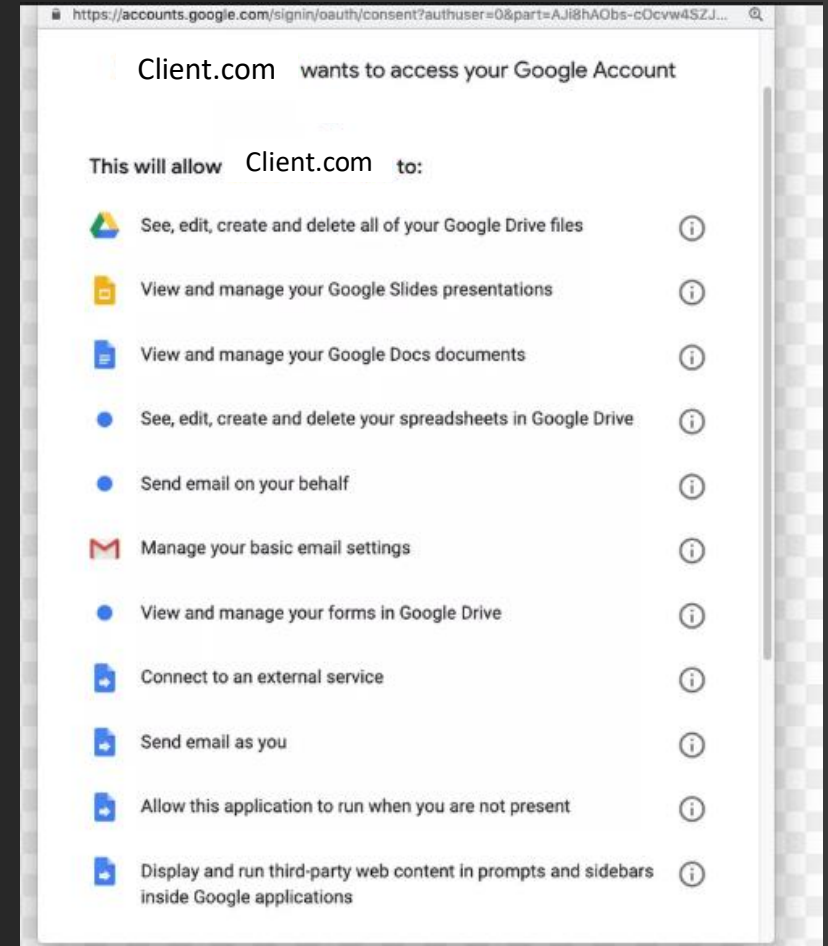 https://accounts.google.com/signin/oauth/consent?authuser=0&part=AJi8hAObs-cOcvw4SZJ...
Client.com wants to access your Google Account
This will allow Client.com to:
See, edit, create and delete all of your Google Drive files
View and manage your Google Slides presentations
View and manage your Google Docs documents
See, edit, create and delete your spreadsheets in Google Drive
Send email on your behalf
Manage your basic email settings
View and manage your forms in Google Drive
Connect to an external service
Send email as you
Allow this application to run when you are not present
Display and run third-party web content in prompts and sidebars
inside Google applications